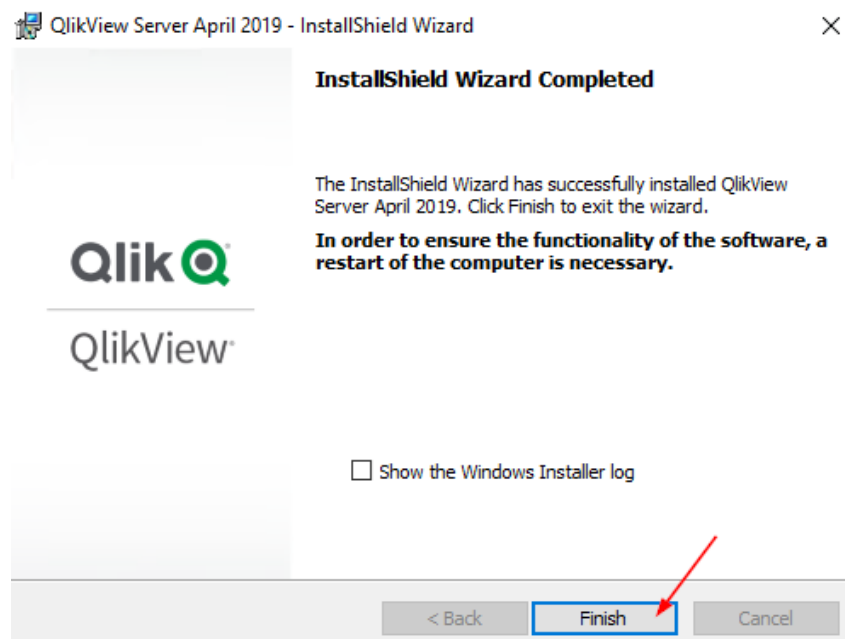 QlikView Server April 2019 - InstallShield Wizard
InstallShield Wizard Completed
The InstallShield Wizard has successfully installed QlikView
Server April 2019. Click Finish to exit the wizard.
In order to ensure the functionality of the software, a
restart of the computer is necessary.
Qlik Q
QlikView
Show the Windows Installer log
< Back Finish Cancel